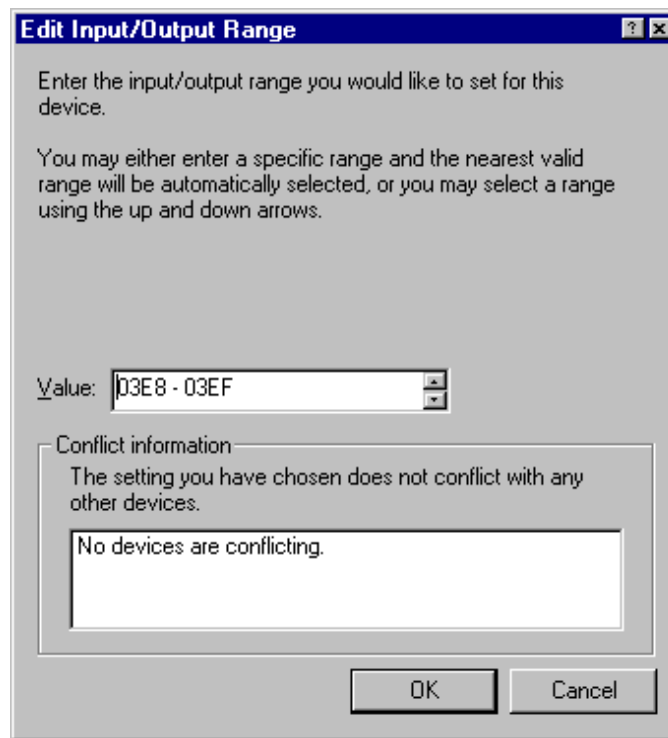 Edit Input/Output Range
Enter the input/output range you would like to set for this
device.
You may either enter a specific range and the nearest valid
range will be automatically selected, or you may select a range
using the up and down arrows.
Value: 03E8 - 03EF
Conflict information
The setting you have chosen does not conflict with any
other devices.
No devices are conflicting.
OK Cancel